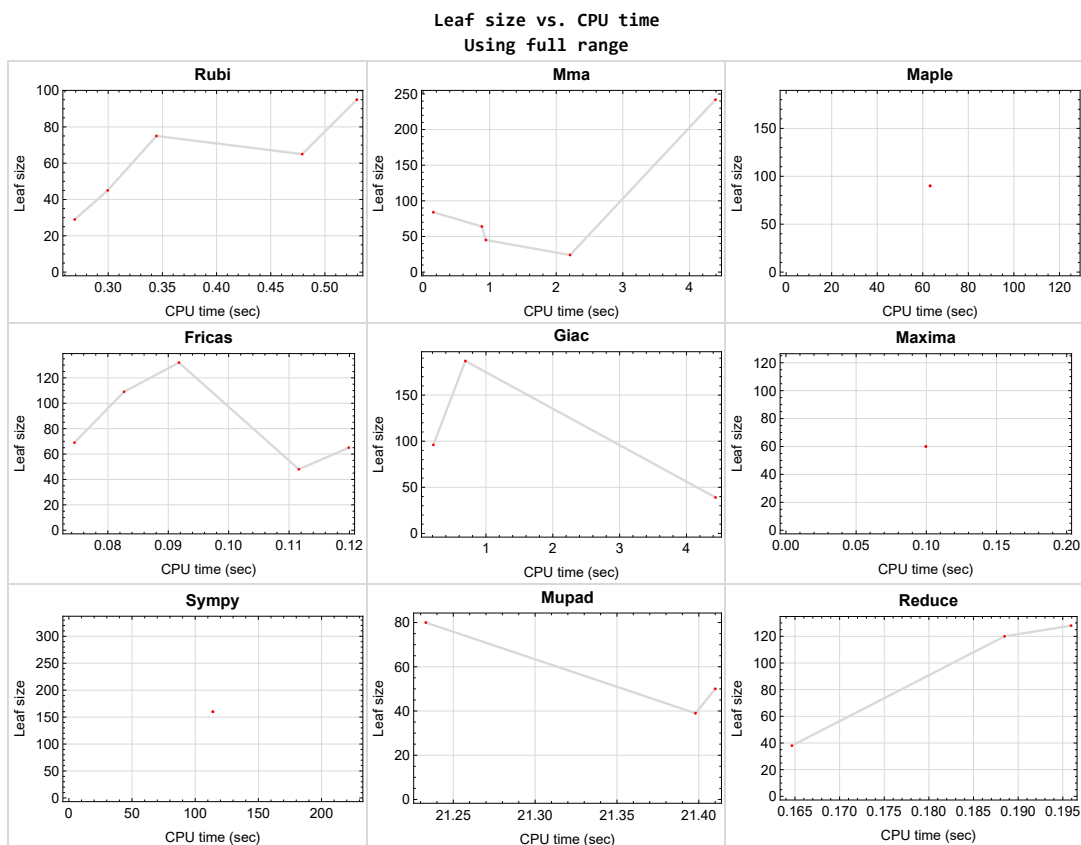 Leaf size vs. CPU time
Using full range
Rubi
Leaf size
100
80
60
40
20
0
0.30 0.35 0.40 0.45 0.50
CPU time (sec)
Mma
Leaf size
250
200
150
100
50
0
0 1 2 3 4
CPU time (sec)
Maple
Leaf size
150
100
50
0
0 20 40 60 80 100 120
CPU time (sec)
Fricas
Leaf size
120
100
80
60
40
20
0
0.08 0.09 0.10 0.11 0.12
CPU time (sec)
Giac
Leaf size
150
100
50
0
1 2 3 4
CPU time (sec)
Maxima
Leaf size
120
100
80
60
40
20
0
0.00 0.05 0.10 0.15 0.20
CPU time (sec)
Sympy
Leaf size
300
250
200
150
100
50
0
0 50 100 150 200
CPU time (sec)
Mupad
Leaf size
80
60
40
20
0
21.25 21.30 21.35 21.40
CPU time (sec)
Reduce
Leaf size
120
100
80
60
40
20
0
0.165 0.170 0.175 0.180 0.185 0.190 0.195
CPU time (sec)